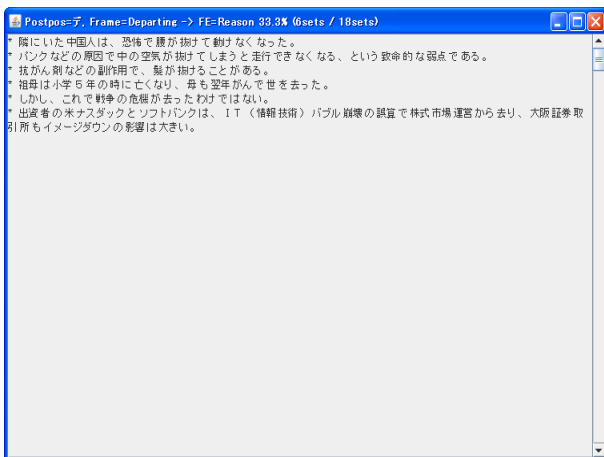 Postpos=デ, Frame=Departing -> FE=Reason 33.3% (6sets / 18sets)
* 隣にいた中国人は、恐怖で腰が抜けて動けなくなった。
* パンクなどの原因で中の空気が抜けてしまうと走行できなくなる、という致命的な弱点である。
* 抗がん剤などの副作用で、髪が抜けることがある。
* 祖母は小学５年の時に亡くなり、母も翌年がんで世を去った。
* しかし、これで戦争の危機が去ったわけではない。
* 出資者の米ナスダックとソフトバンクは、ＩＴ（情報技術）バブル崩壊の誤算で株式市場運営から去り、大阪証券取
引所もイメージダウンの影響は大きい。